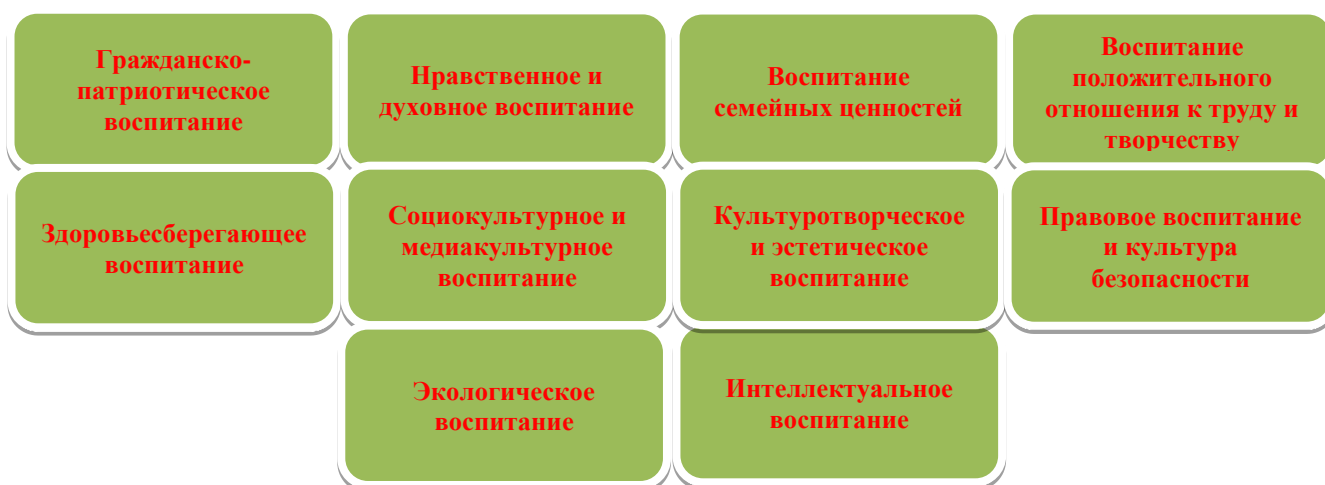 Гражданско-
патриотическое
воспитание
Нравственное и
духовное воспитание
Воспитание
семейных ценностей
Воспитание
положительного
отношения к труду и
творчеству
Здоровьесберегающее
воспитание
Социокультурное и
медиакультурное
воспитание
Культуротворческое
и эстетическое
воспитание
Правовое воспитание
и культура
безопасности
Экологическое
воспитание
Интеллектуальное
воспитание